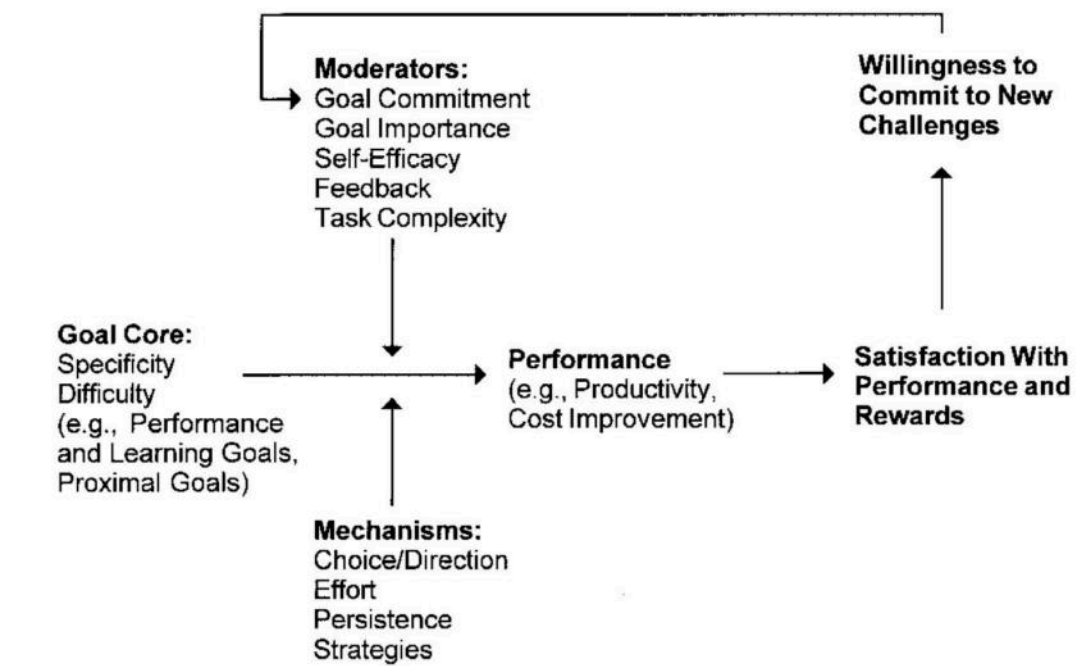 Moderators:
Goal Commitment
Goal Importance
Self-Efficacy
Feedback
Task Complexity
Willingness to
Commit to New
Challenges
Goal Core:
Specificity
Difficulty
(e.g., Performance
and Learning Goals,
Proximal Goals)
Performance
(e.g., Productivity,
Cost Improvement)
Satisfaction With
Performance and
Rewards
Mechanisms:
Choice/Direction
Effort
Persistence
Strategies